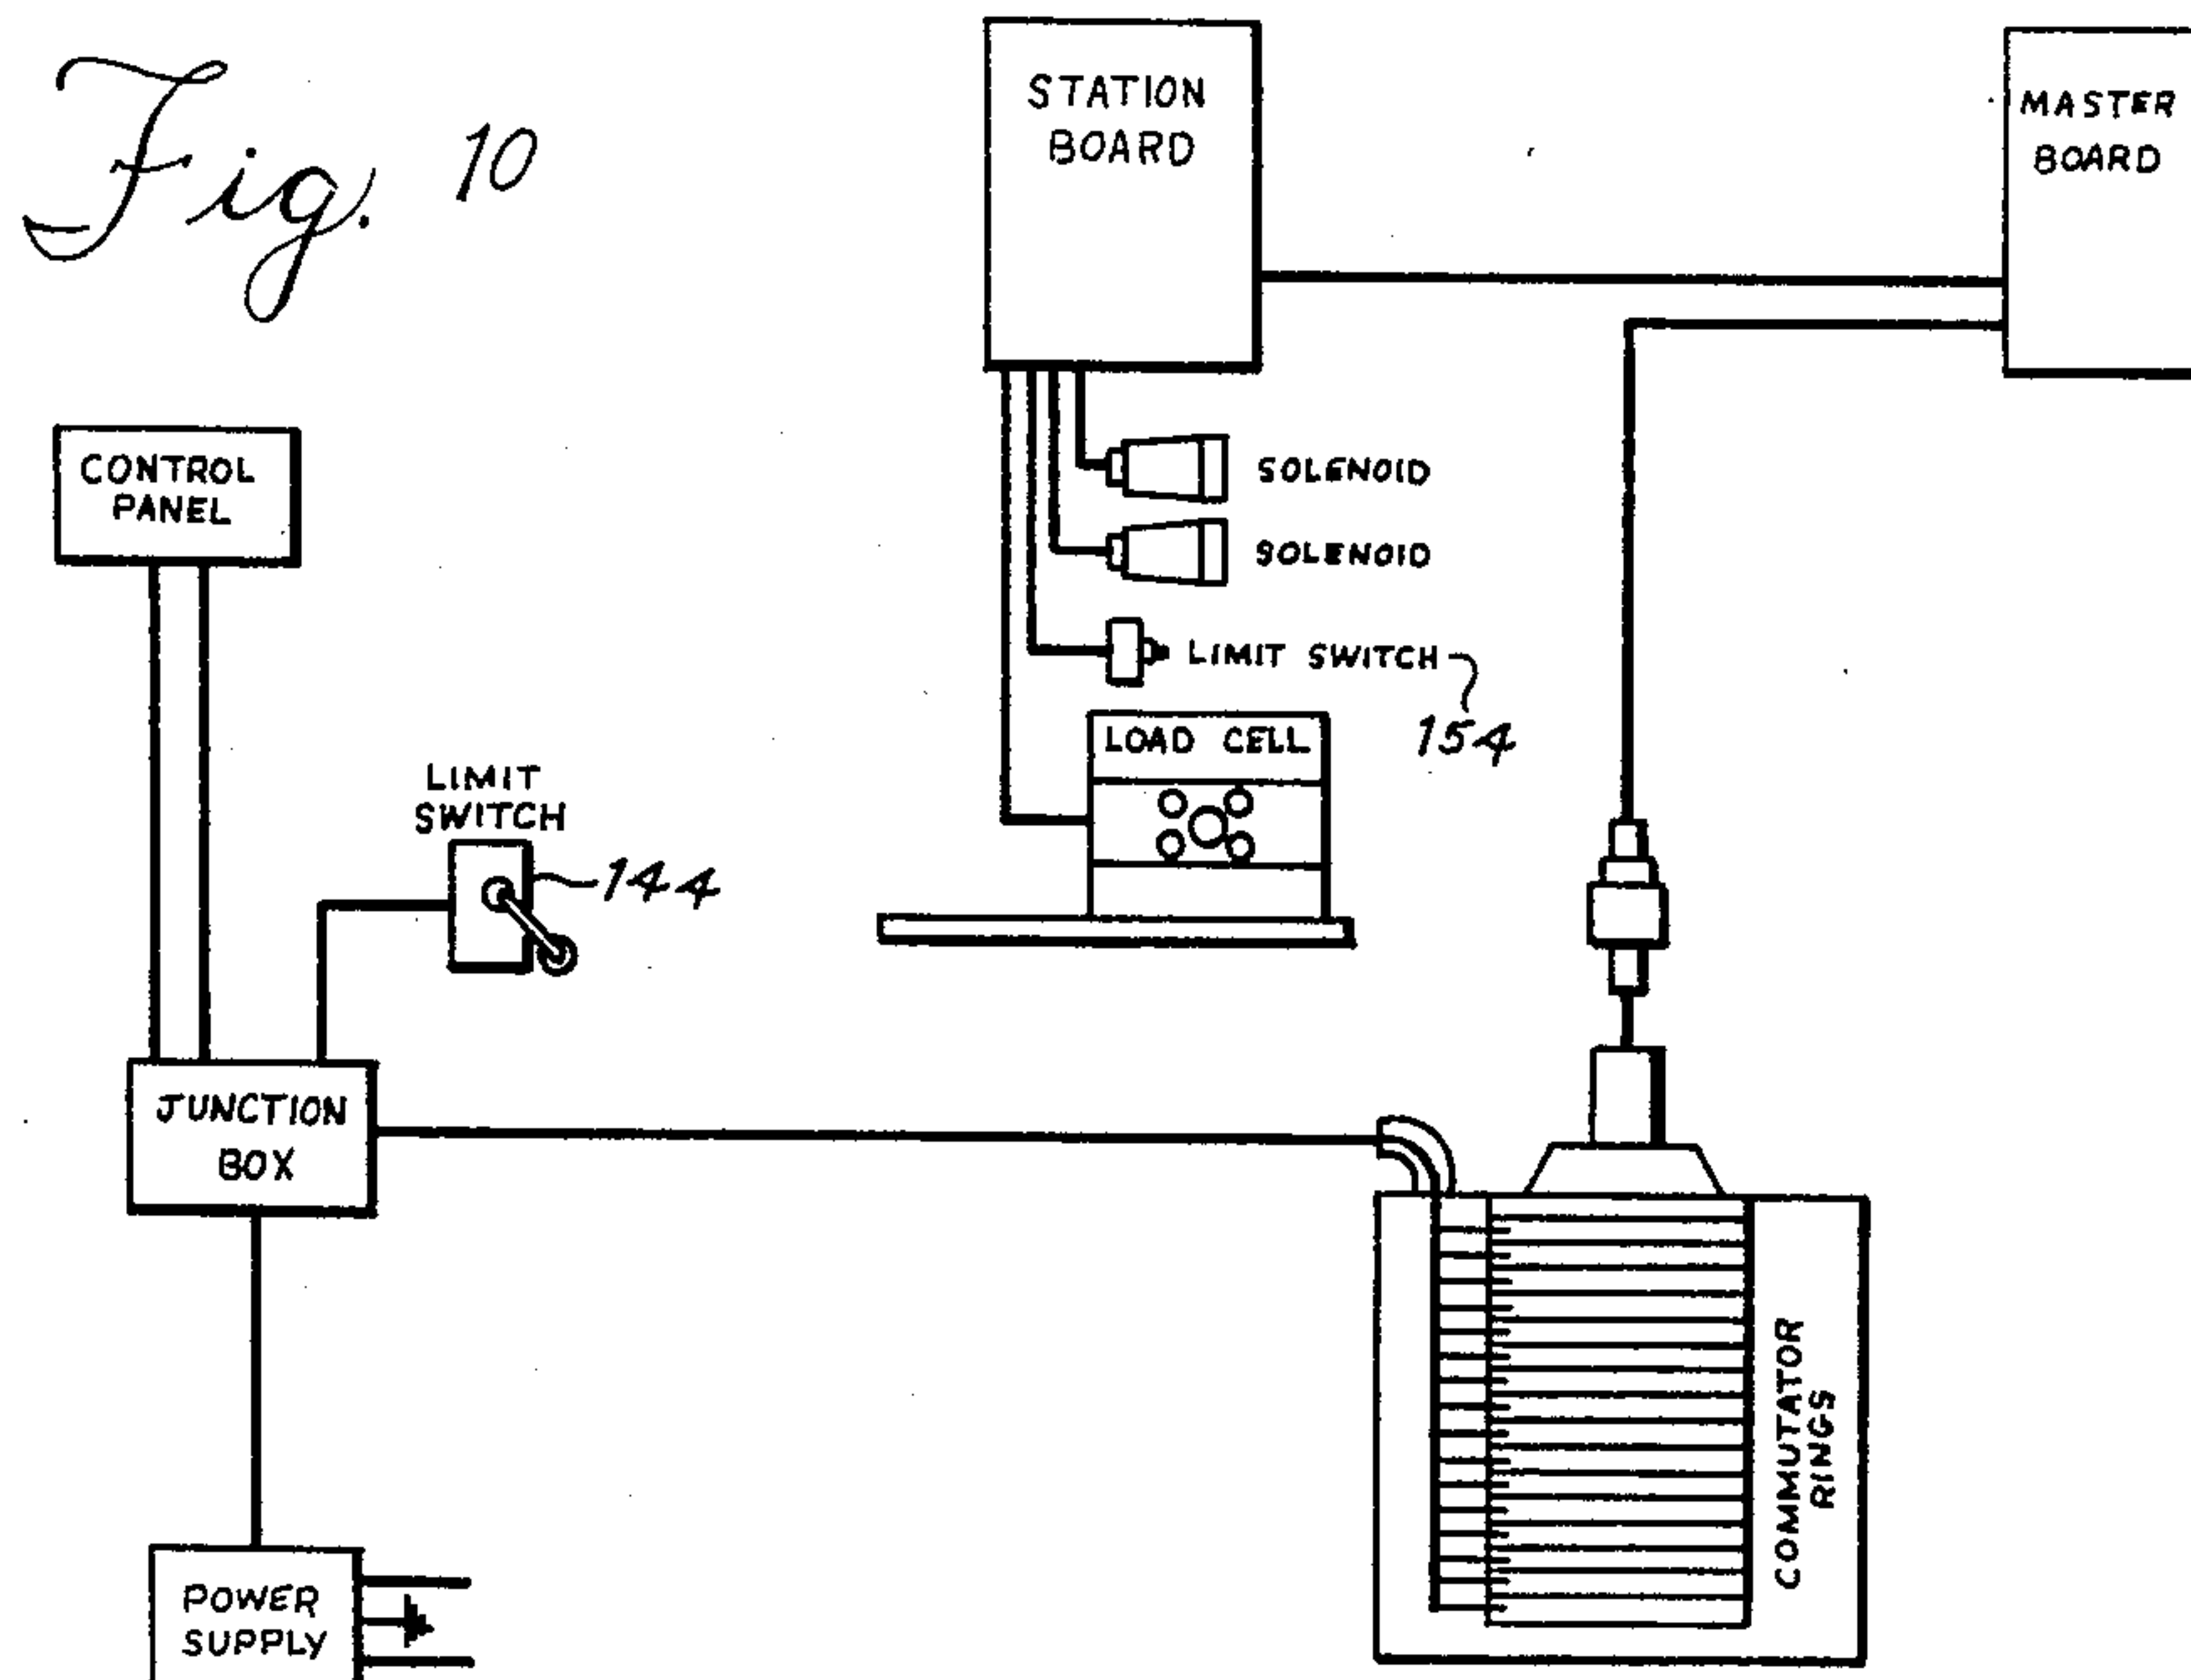 Fig. 10
STATION
BOARD
MASTER
BOARD
CONTROL
PANEL
SOLENOID
SOLENOID
LIMIT SWITCH
154
LOAD CELL
LIMIT
SWITCH
144
JUNCTION
BOX
COMMUTATOR
RINGS
POWER
SUPPLY